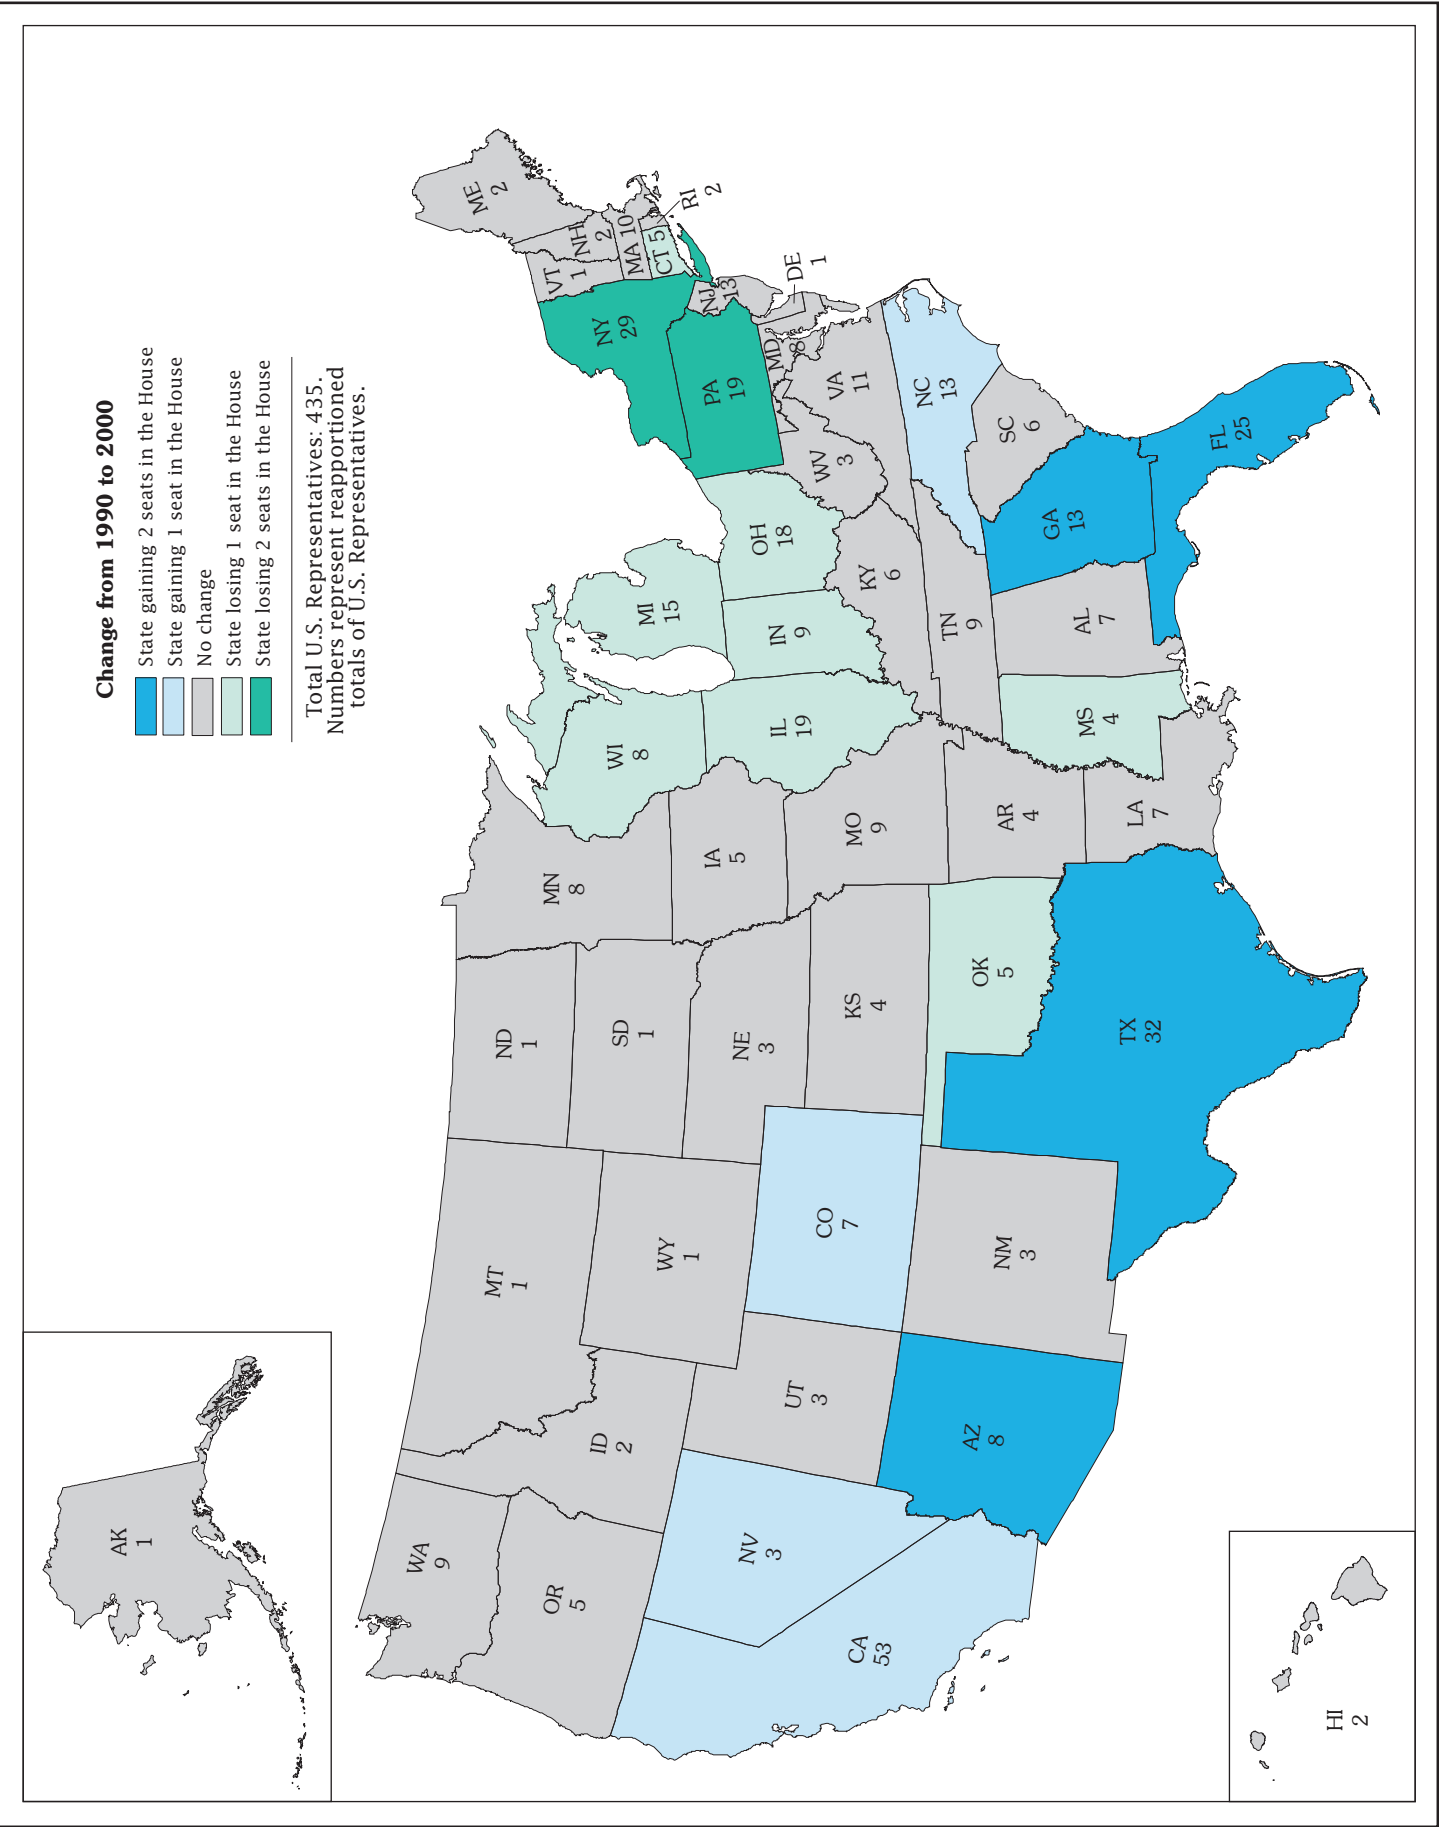 Change from 1990 to 2000
State gaining 2 seats in the House
State gaining 1 seat in the House
No change
State losing 1 seat in the House
State losing 2 seats in the House
Total U.S. Representatives: 435.
Numbers represent reapportioned
totals of U.S. Representatives.
AK
1
WA
9
OR
5
CA
53
NV
3
ID
2
MT
1
WY
1
UT
3
AZ
8
CO
7
NM
3
ND
1
SD
1
NE
3
KS
4
OK
5
TX
32
MN
8
IA
5
MO
9
AR
4
LA
7
WI
8
IL
19
MI
15
IN
9
OH
18
KY
6
TN
9
MS
4
AL
7
GA
13
FL
25
SC
6
NC
13
VA
11
WV
3
MD
8
DE
1
PA
19
NJ
13
NY
29
CT 5
RI
2
MA 10
VT
1
NH
2
ME
2
HI
2